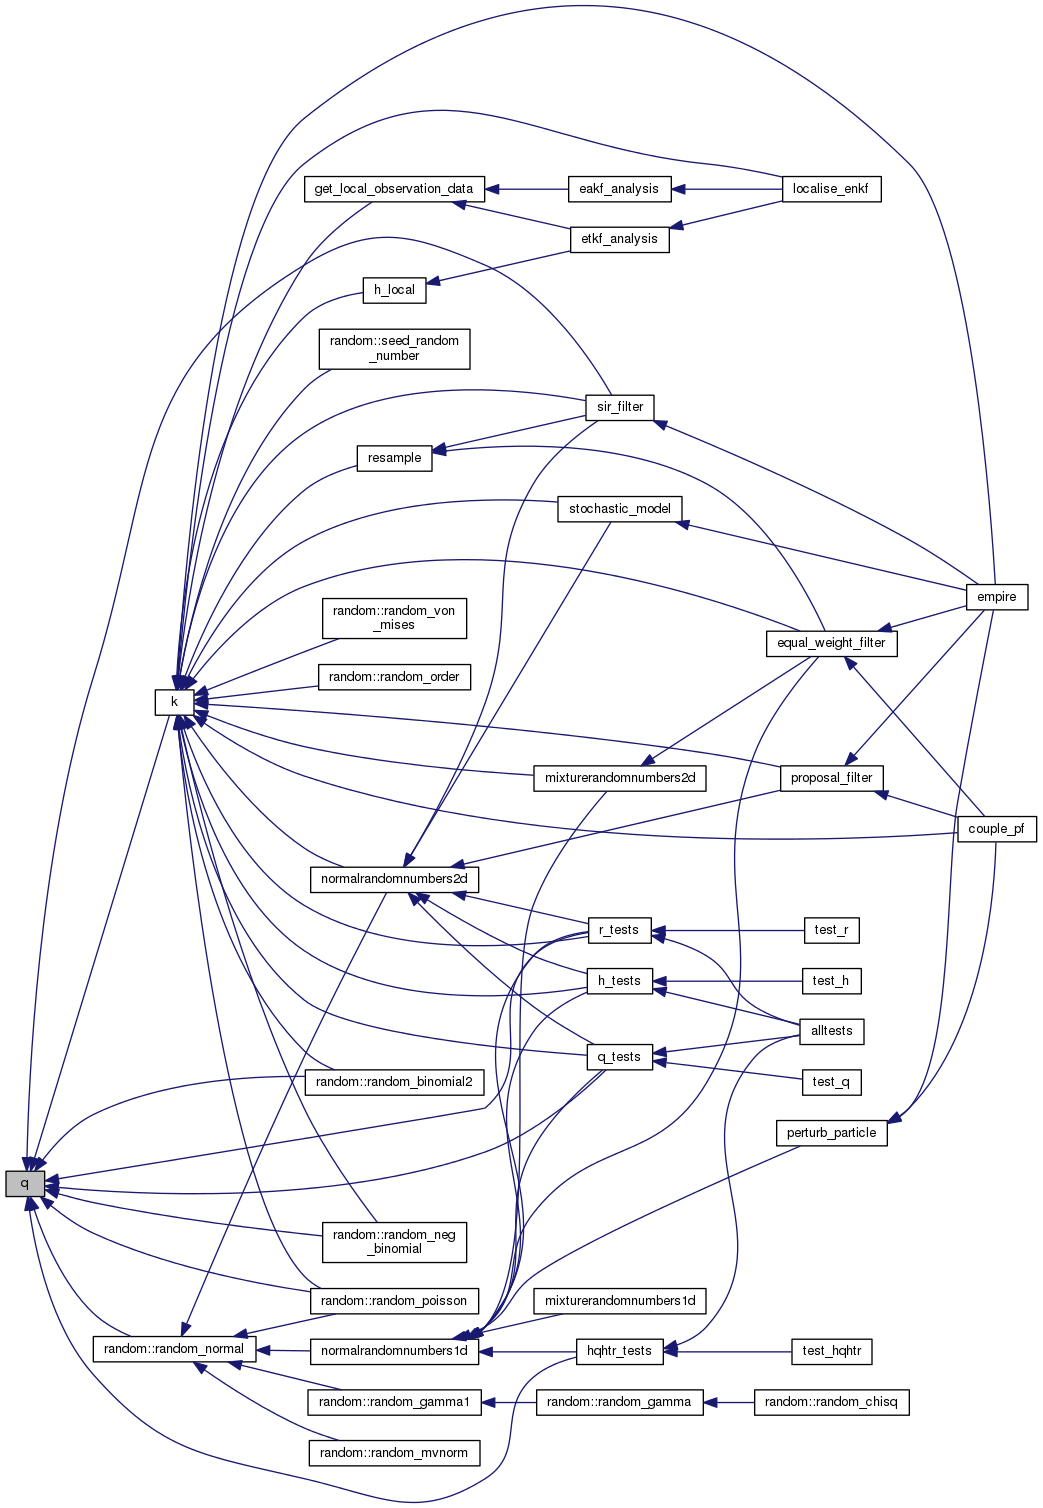 get_local_observation_data
eakf_analysis
localise_enkf
etkf_analysis
h_local
random::seed_random
_number
sir_filter
resample
stochastic_model
empire
random::random_von
_mises
equal_weight_filter
random::random_order
k
mixturerandomnumbers2d
proposal_filter
couple_pf
normalrandomnumbers2d
r_tests
test_r
h_tests
test_h
alltests
q_tests
random::random_binomial2
test_q
perturb_particle
q
random::random_neg
_binomial
random::random_poisson
mixturerandomnumbers1d
random::random_normal
normalrandomnumbers1d
hqhtr_tests
test_hqhtr
random::random_gamma1
random::random_gamma
random::random_chisq
random::random_mvnorm